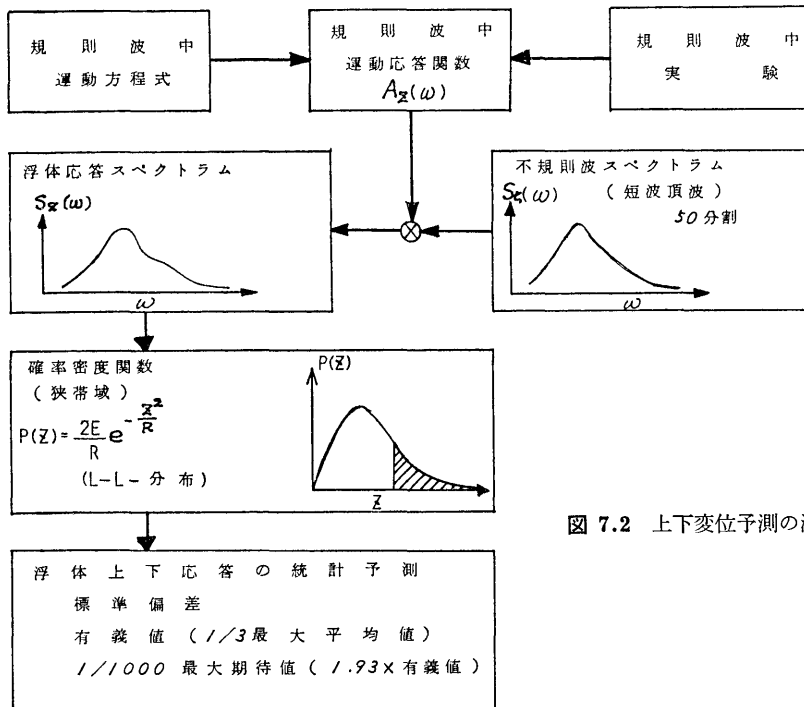 規則波中
運動方程式
規則波中
運動応答関数
A_Z(ω)
規則波中
実験
浮体応答スペクトラム
S_Z(ω)
ω
不規則波スペクトラム
(短波頂波)
S_ζ(ω)
50分割
ω
確率密度関数
(狭帯域)
P(Z)=2E/R e^-Z²/R
(L-L-分布)
P(Z)
Z
図 7.2 上下変位予測の
浮体上下応答の統計予測
標準偏差
有義値(1/3最大平均値)
1/1000最大期待値(1.93×有義値)